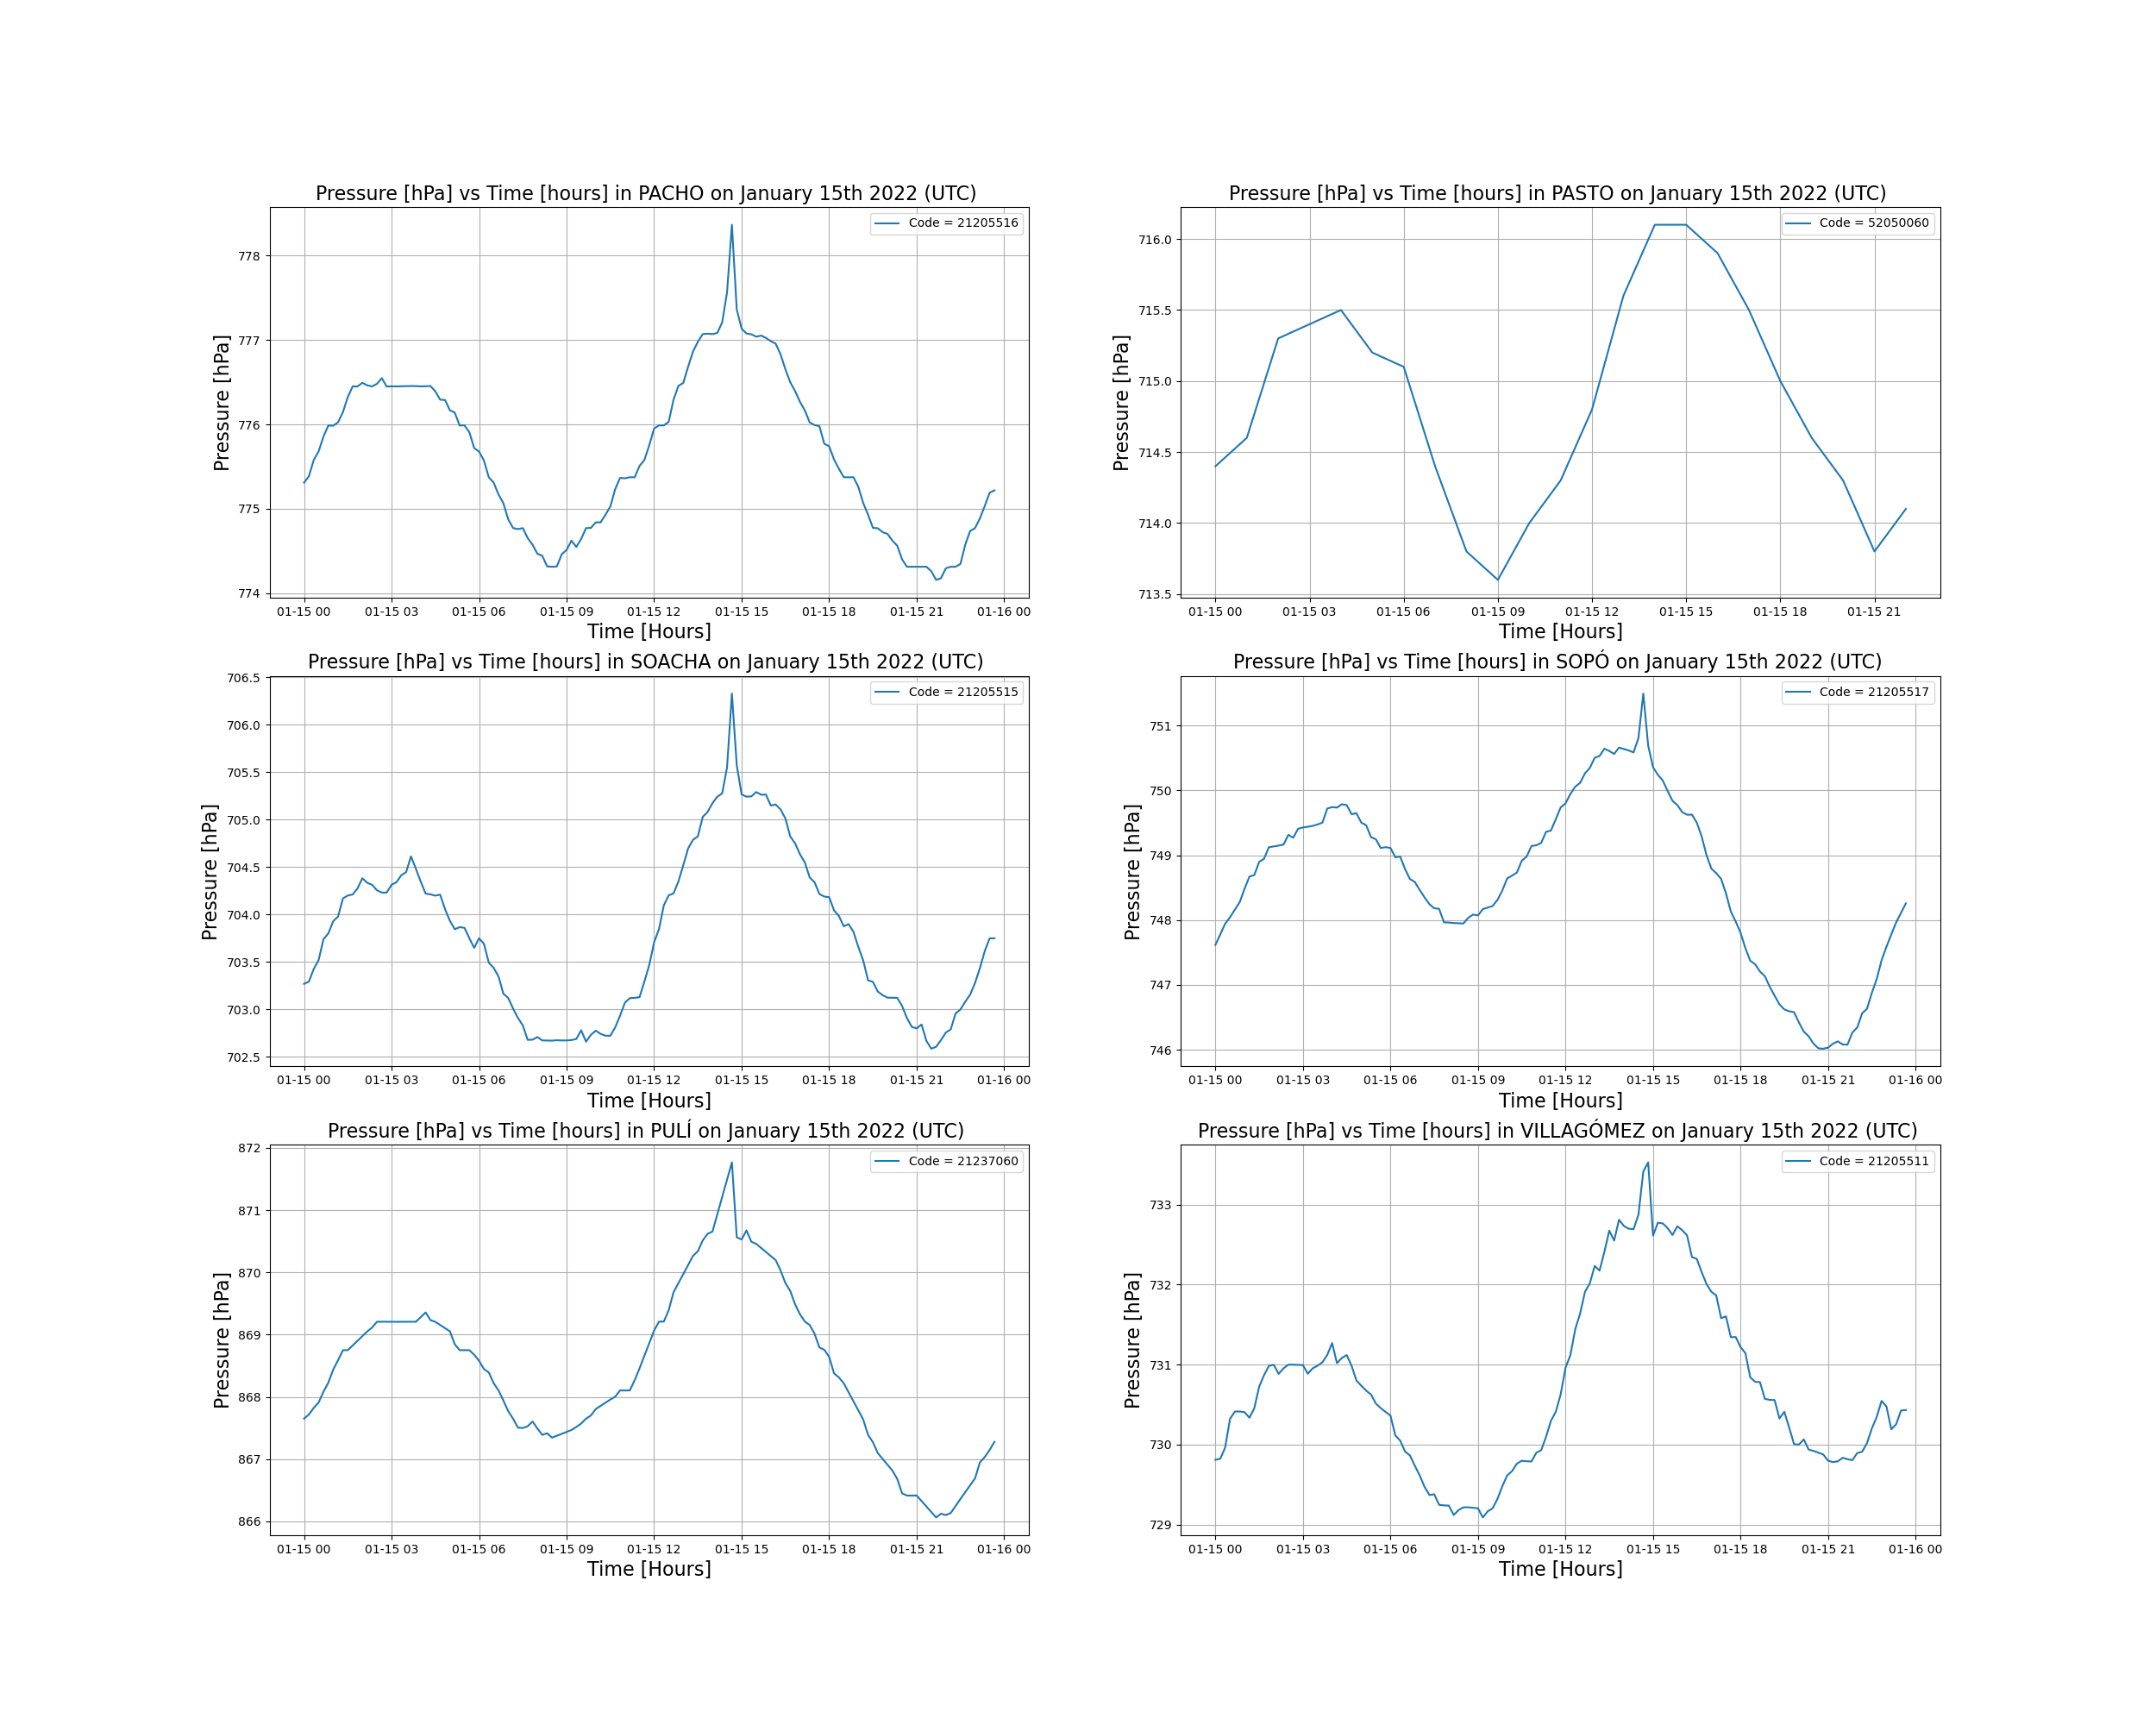 Pressure [hPa] vs Time [hours] in PACHO on January 15th 2022 (UTC)
Code = 21205516
Pressure [hPa]
778
777
776
775
774
01-15 00 01-15 03 01-15 06 01-15 09 01-15 12 01-15 15 01-15 18 01-15 21 01-16 00
Time [Hours]
Pressure [hPa] vs Time [hours] in PASTO on January 15th 2022 (UTC)
Code = 52050060
Pressure [hPa]
716.0
715.5
715.0
714.5
714.0
713.5
01-15 00 01-15 03 01-15 06 01-15 09 01-15 12 01-15 15 01-15 18 01-15 21
Time [Hours]
Pressure [hPa] vs Time [hours] in SOACHA on January 15th 2022 (UTC)
Code = 21205515
Pressure [hPa]
706.5
706.0
705.5
705.0
704.5
704.0
703.5
703.0
702.5
01-15 00 01-15 03 01-15 06 01-15 09 01-15 12 01-15 15 01-15 18 01-15 21 01-16 00
Time [Hours]
Pressure [hPa] vs Time [hours] in SOPÓ on January 15th 2022 (UTC)
Code = 21205517
Pressure [hPa]
751
750
749
748
747
746
01-15 00 01-15 03 01-15 06 01-15 09 01-15 12 01-15 15 01-15 18 01-15 21 01-16 00
Time [Hours]
Pressure [hPa] vs Time [hours] in PULÍ on January 15th 2022 (UTC)
Code = 21237060
Pressure [hPa]
872
871
870
869
868
867
866
01-15 00 01-15 03 01-15 06 01-15 09 01-15 12 01-15 15 01-15 18 01-15 21 01-16 00
Time [Hours]
Pressure [hPa] vs Time [hours] in VILLAGÓMEZ on January 15th 2022 (UTC)
Code = 21205511
Pressure [hPa]
733
732
731
730
729
01-15 00 01-15 03 01-15 06 01-15 09 01-15 12 01-15 15 01-15 18 01-15 21 01-16 00
Time [Hours]